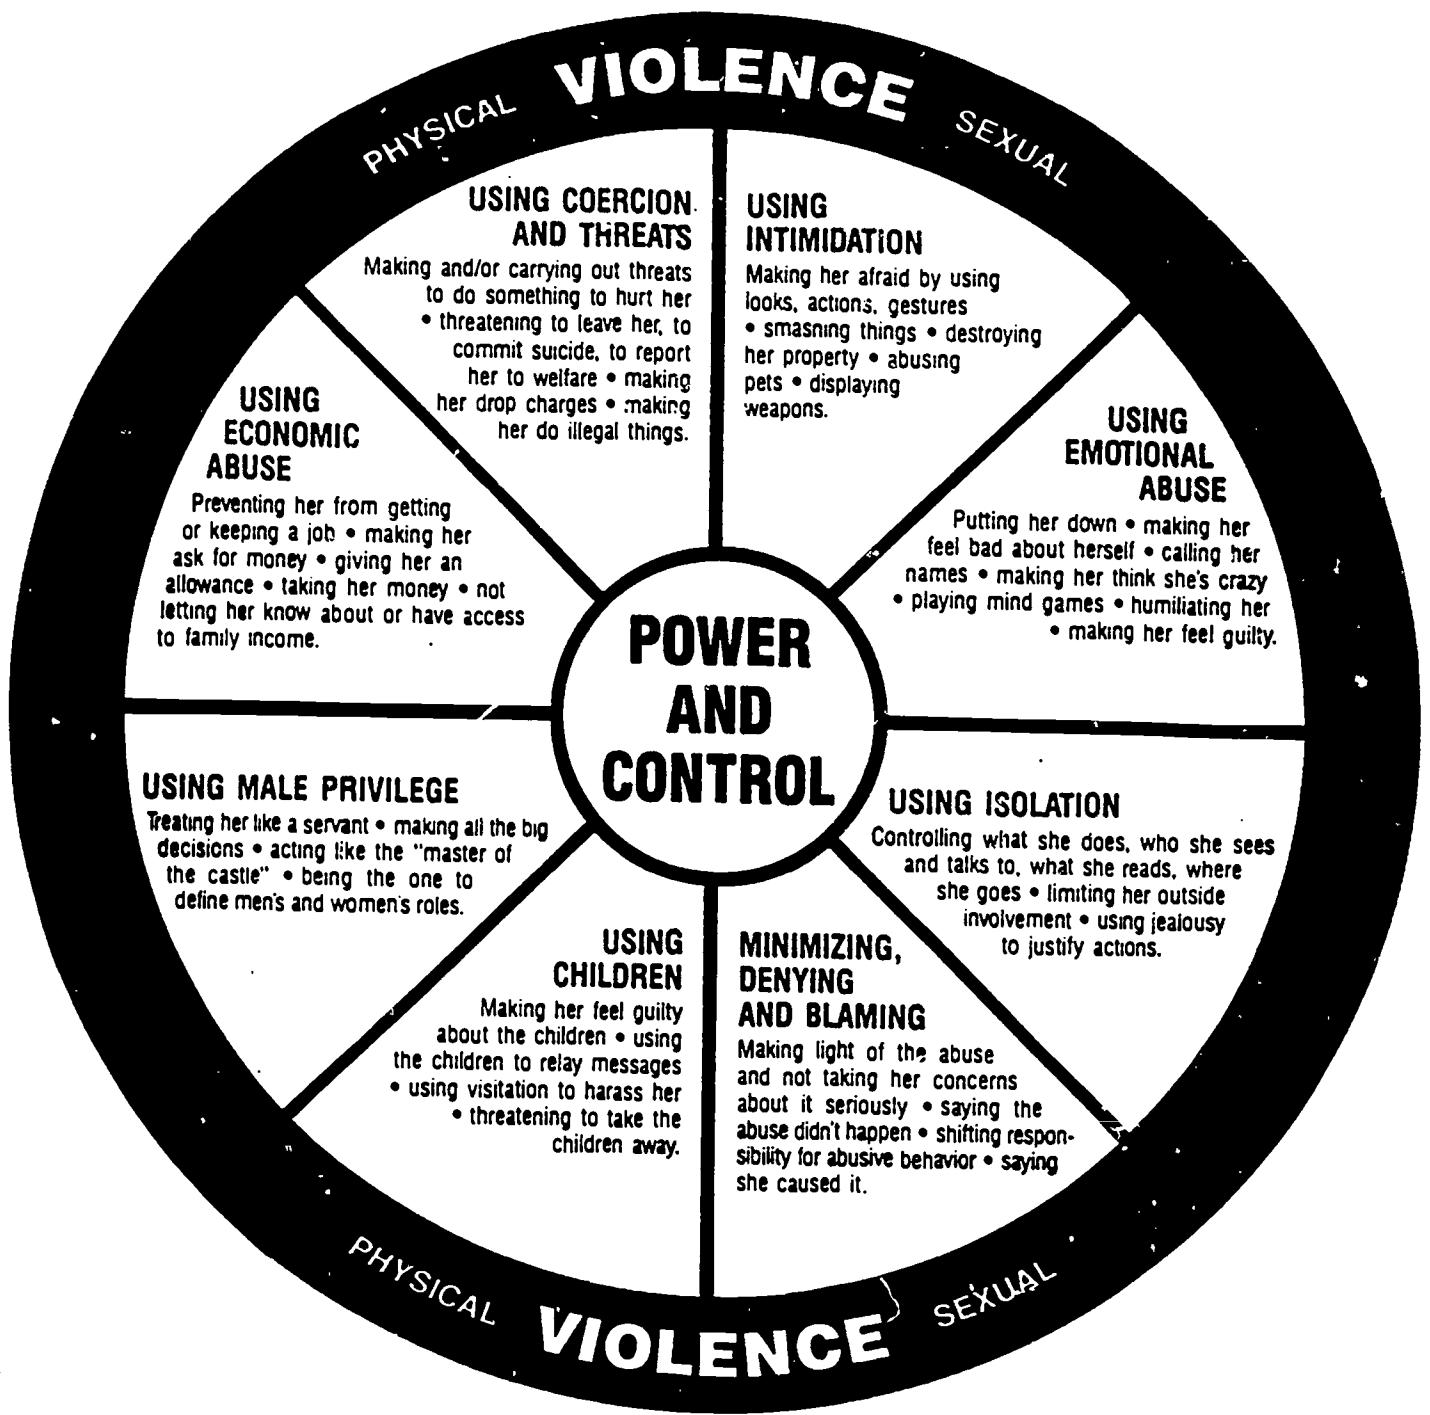 PHYSICAL VIOLENCE SEXUAL
USING COERCION
AND THREATS
Making and/or carrying out threats
to do something to hurt her
• threatening to leave her, to
commit suicide, to report
her to welfare • making
her drop charges • making
her do illegal things.
USING
INTIMIDATION
Making her afraid by using
looks, actions, gestures
• smasning things • destroying
her property • abusing
pets • displaying
weapons.
USING
EMOTIONAL
ABUSE
Putting her down • making her
feel bad about herself • calling her
names • making her think she's crazy
• playing mind games • humiliating her
• making her feel guilty.
USING ISOLATION
Controlling what she does, who she sees
and talks to, what she reads, where
she goes • limiting her outside
involvement • using jealousy
to justify actions.
MINIMIZING,
DENYING
AND BLAMING
Making light of the abuse
and not taking her concerns
about it seriously • saying the
abuse didn't happen • shifting respon-
sibility for abusive behavior • saying
she caused it.
USING
CHILDREN
Making her feel guilty
about the children • using
the children to relay messages
• using visitation to harass her
• threatening to take the
children away.
USING MALE PRIVILEGE
Treating her like a servant • making all the big
decisions • acting like the "master of
the castle" • being the one to
define men's and women's roles.
USING
ECONOMIC
ABUSE
Preventing her from getting
or keeping a job • making her
ask for money • giving her an
allowance • taking her money • not
letting her know about or have access
to family income.
POWER
AND
CONTROL
PHYSICAL VIOLENCE SEXUAL